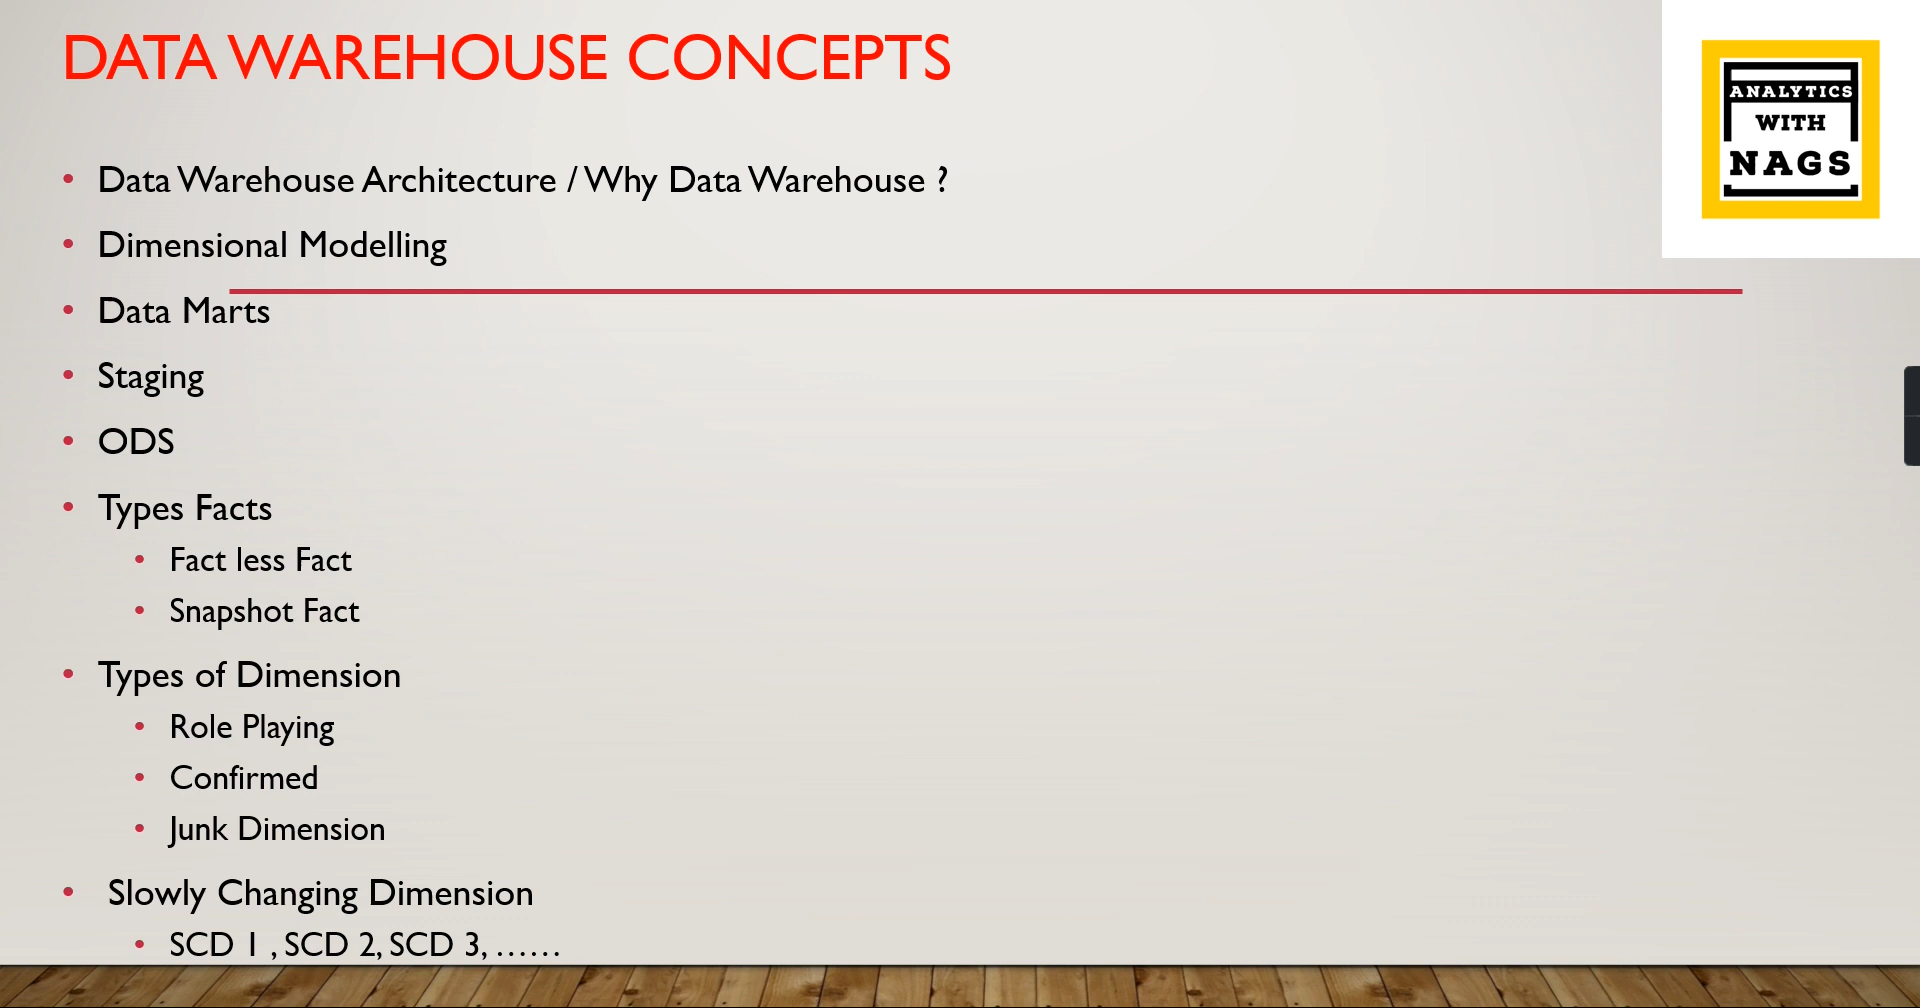 DATA WAREHOUSE CONCEPTS
ANALYTICS
WITH
NAGS
• Data Warehouse Architecture / Why Data Warehouse ?
• Dimensional Modelling
• Data Marts
• Staging
• ODS
• Types Facts
• Fact less Fact
• Snapshot Fact
• Types of Dimension
• Role Playing
• Confirmed
• Junk Dimension
• Slowly Changing Dimension
• SCD 1 , SCD 2, SCD 3, ……